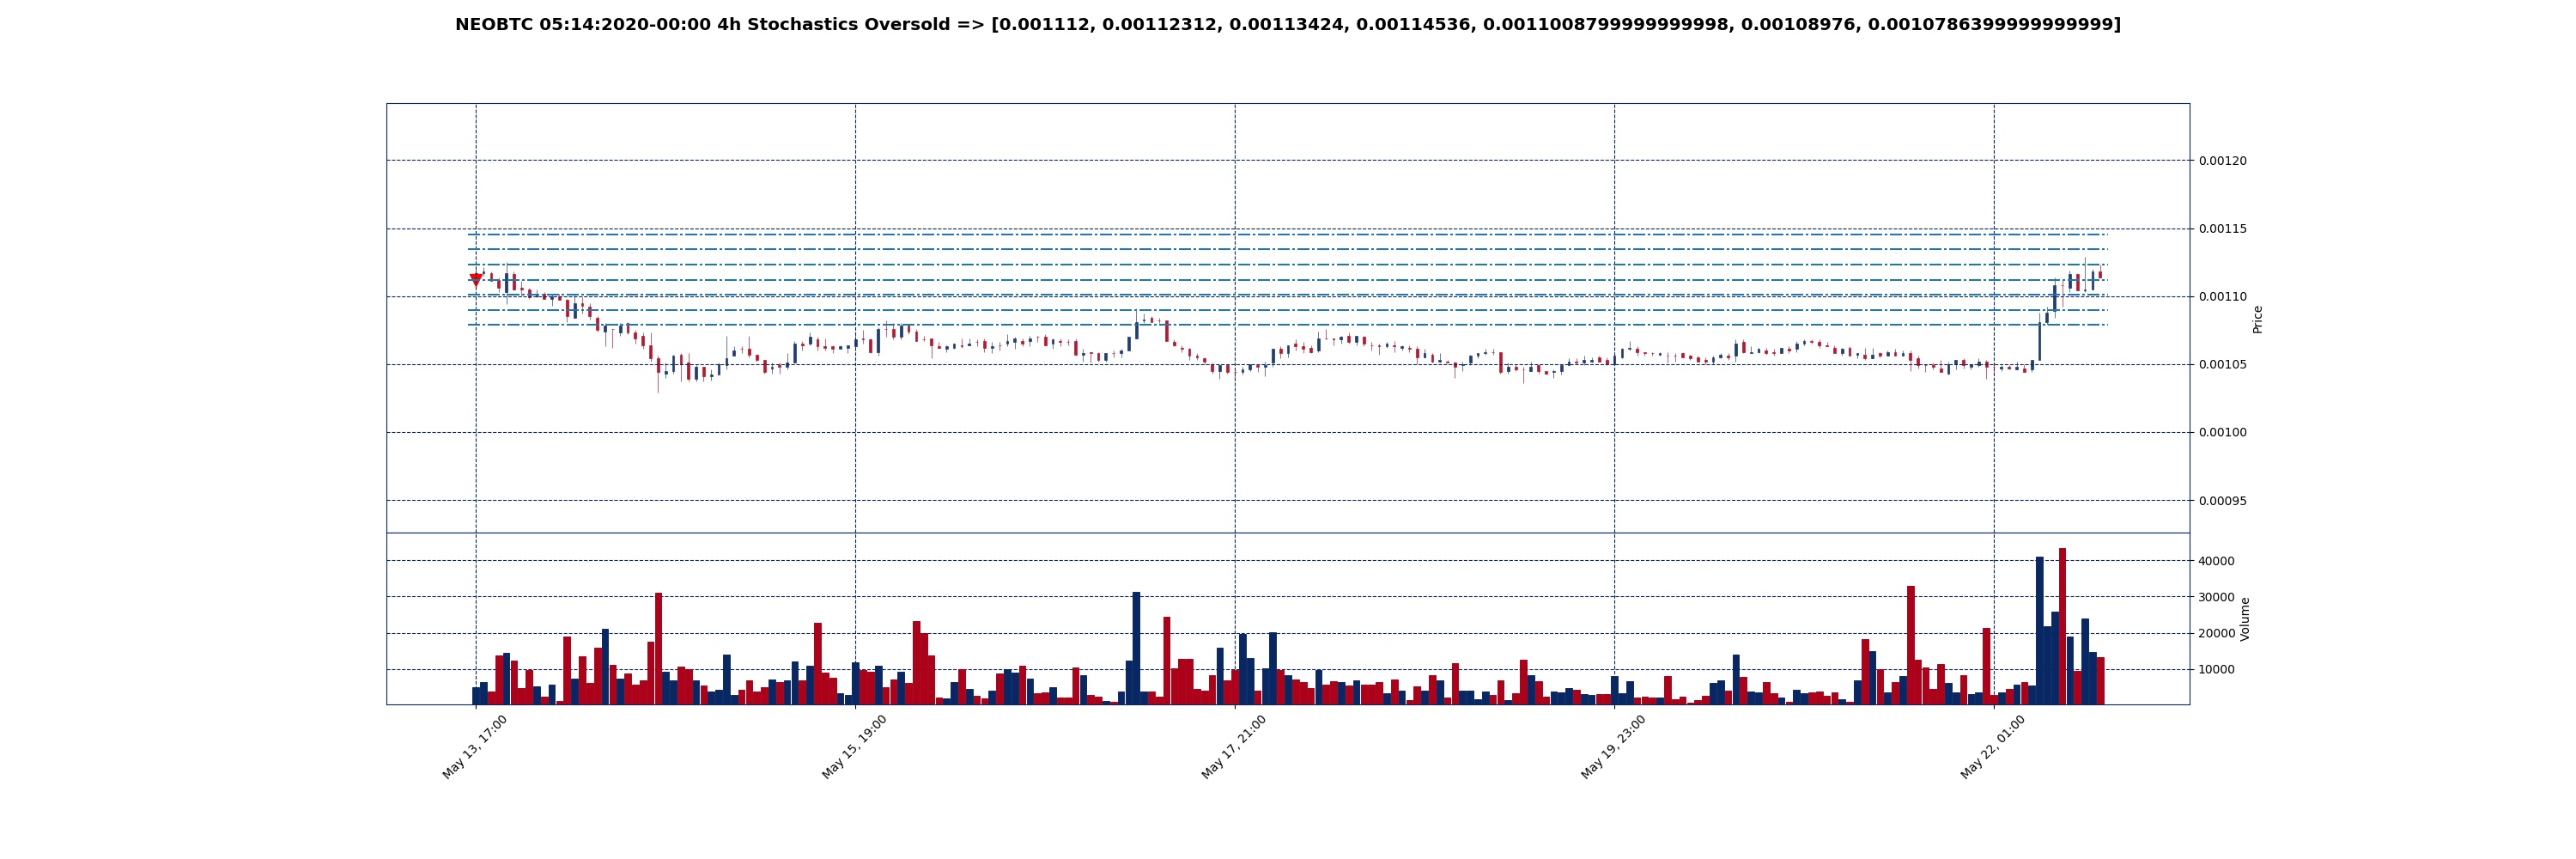 NEOBTC 05:14:2020-00:00 4h Stochastics Oversold => [0.001112, 0.00112312, 0.00113424, 0.00114536, 0.0011008799999999998, 0.00108976, 0.0010786399999999999]
0.00120
0.00115
0.00110
0.00105
0.00100
0.00095
Price
40000
30000
20000
10000
Volume
May 13, 17:00
May 15, 19:00
May 17, 21:00
May 19, 23:00
May 22, 01:00